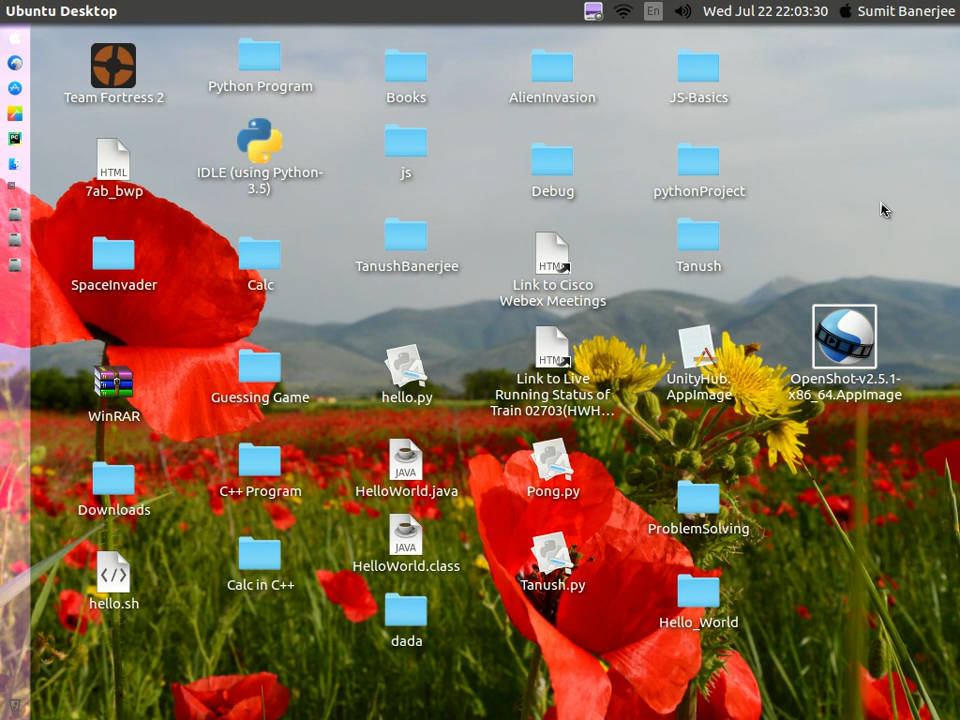 Ubuntu Desktop
En
Wed Jul 22 22:03:30
Sumit Banerjee
Team Fortress 2
Python Program
Books
AlienInvasion
JS-Basics
HTML
7ab_bwp
IDLE (using Python-
3.5)
js
Debug
pythonProject
SpaceInvader
Calc
TanushBanerjee
HTML
Link to Cisco
Webex Meetings
Tanush
WinRAR
Guessing Game
hello.py
HTML
Link to Live
Running Status of
Train 02703(HWH...
UnityHub.
AppImage
OpenShot-v2.5.1-
x86_64.AppImage
Downloads
C++ Program
JAVA
HelloWorld.java
Pong.py
ProblemSolving
</>
hello.sh
Calc in C++
JAVA
HelloWorld.class
Tanush.py
Hello_World
dada
PC